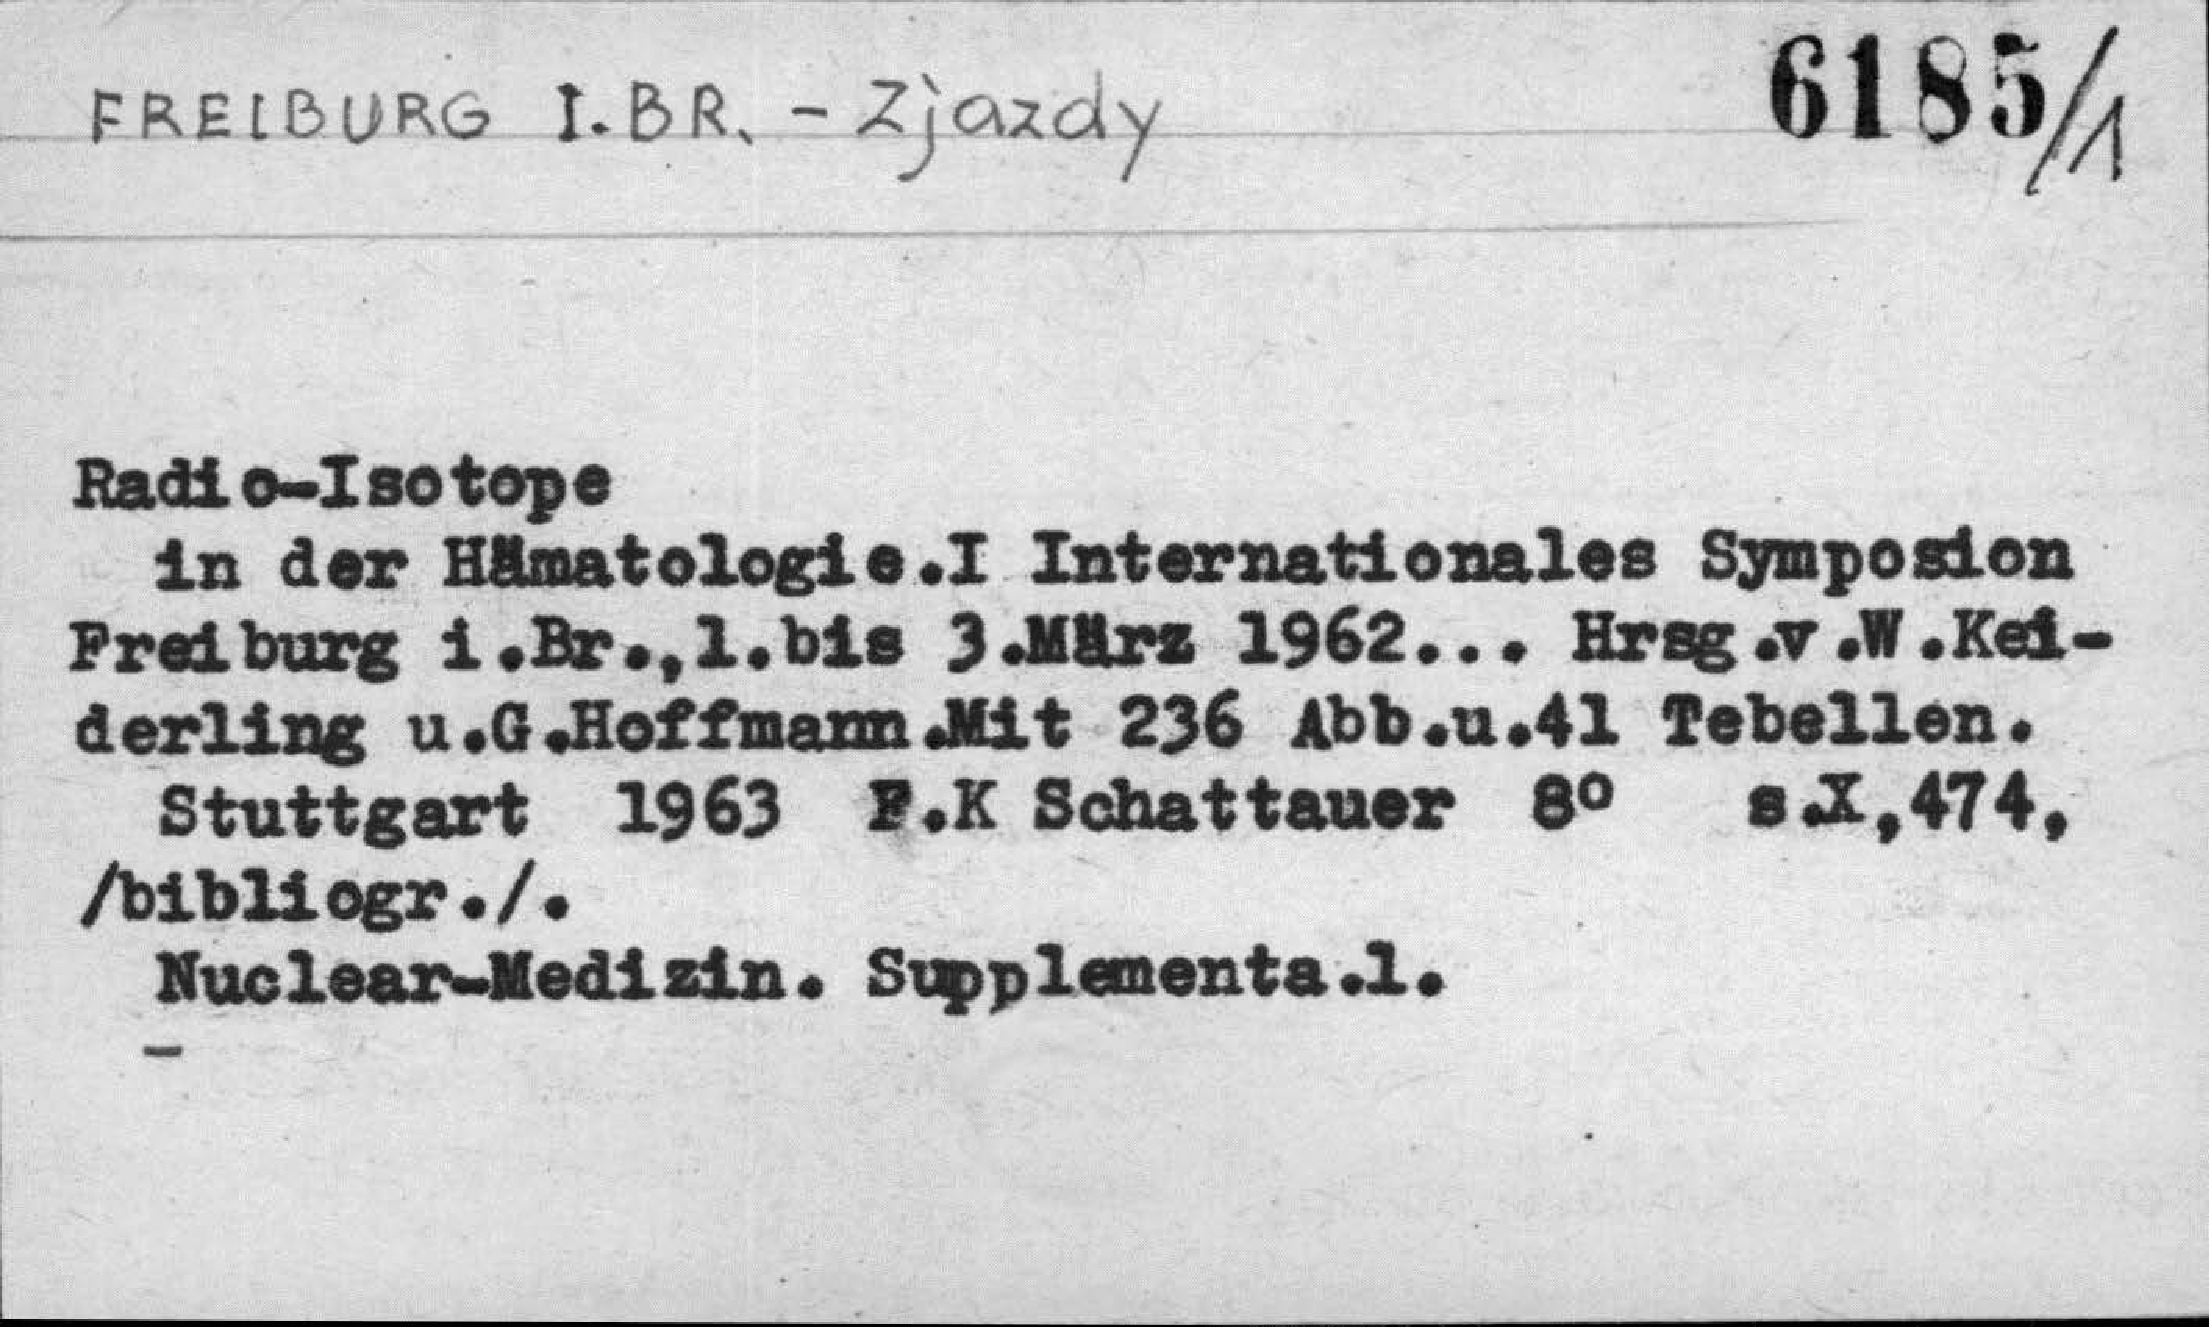 FREIBURG I.BR. - Zjazdy 6185/1
Radio-Isotope
in der Hämatologie.I Internationales Symposion
Freiburg i.Br.,1.bis 3.März 1962... Hrsg.v.W.Kei-
derling u.G.Hoffmann.Mit 236 Abb.u.41 Tebellen.
Stuttgart 1963 F.K Schattauer 8° s.X,474,
/bibliogr./.
Nuclear-Medizin. Supplementa.1.
-